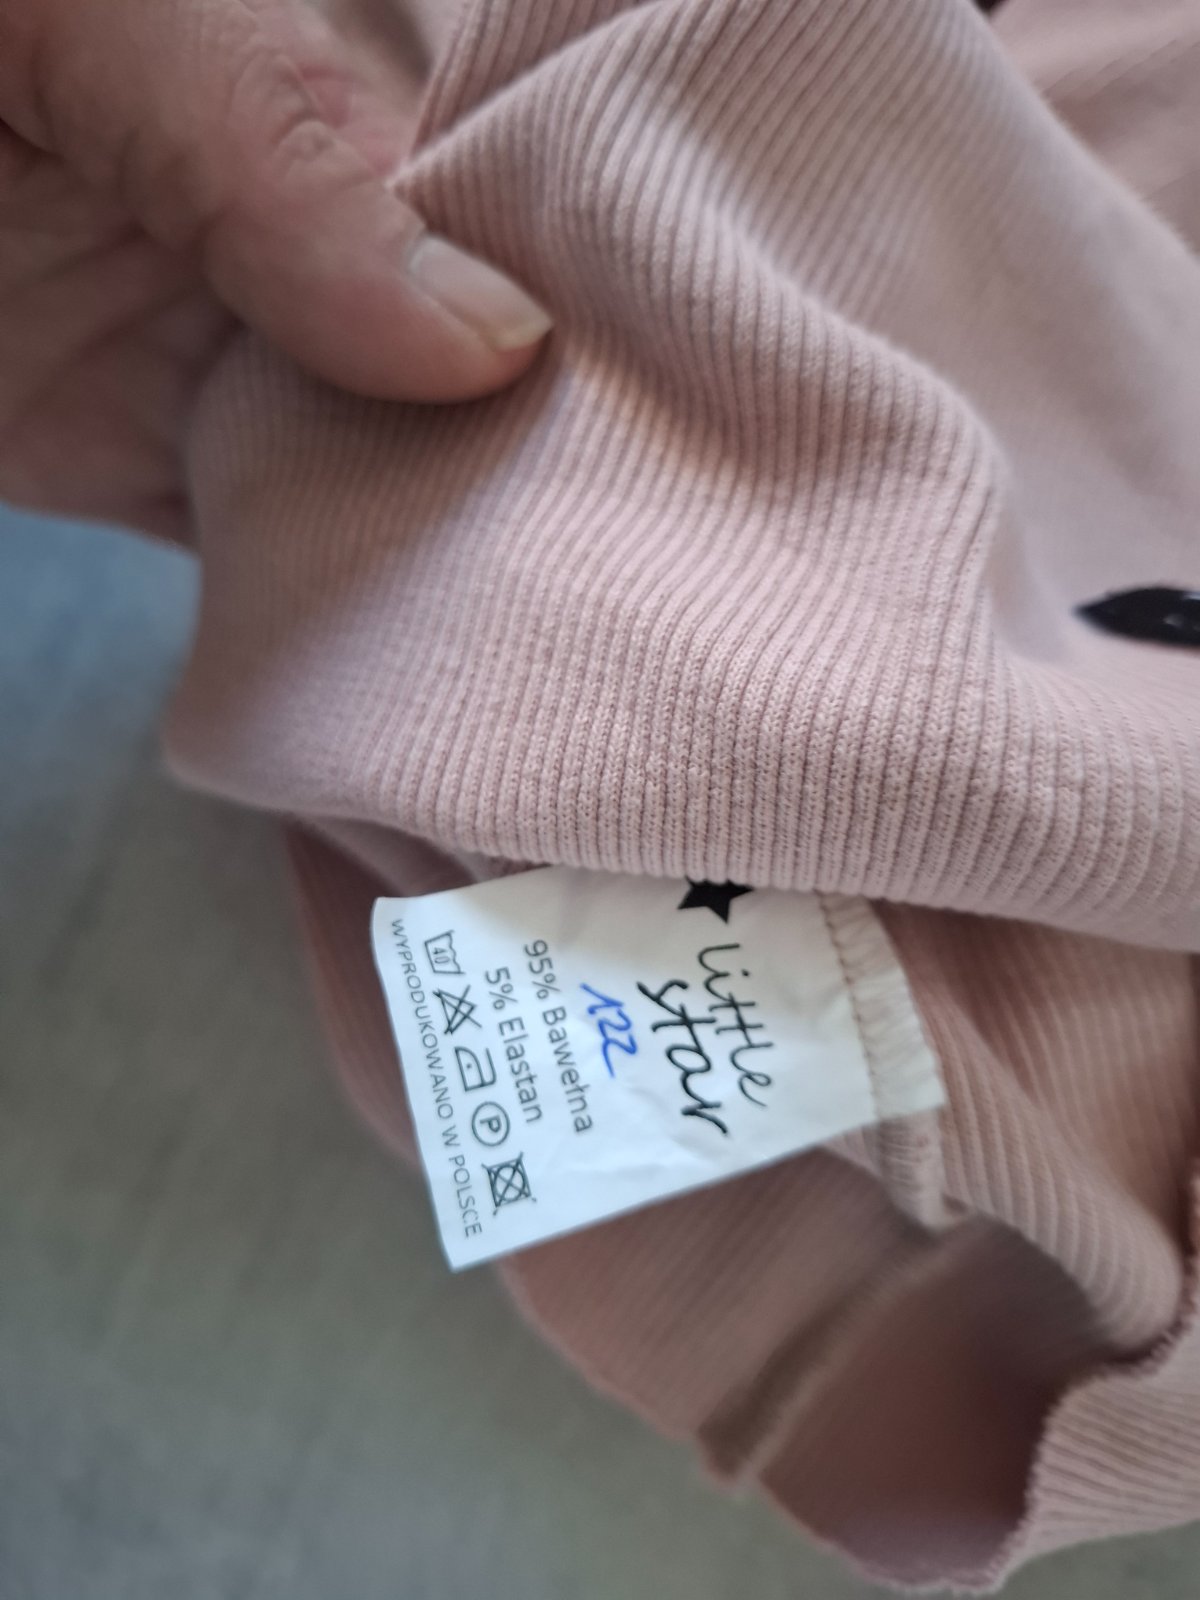 little
star
122
95% Bawełna
5% Elastan
40 P
WYPRODUKOWANO W POLSCE